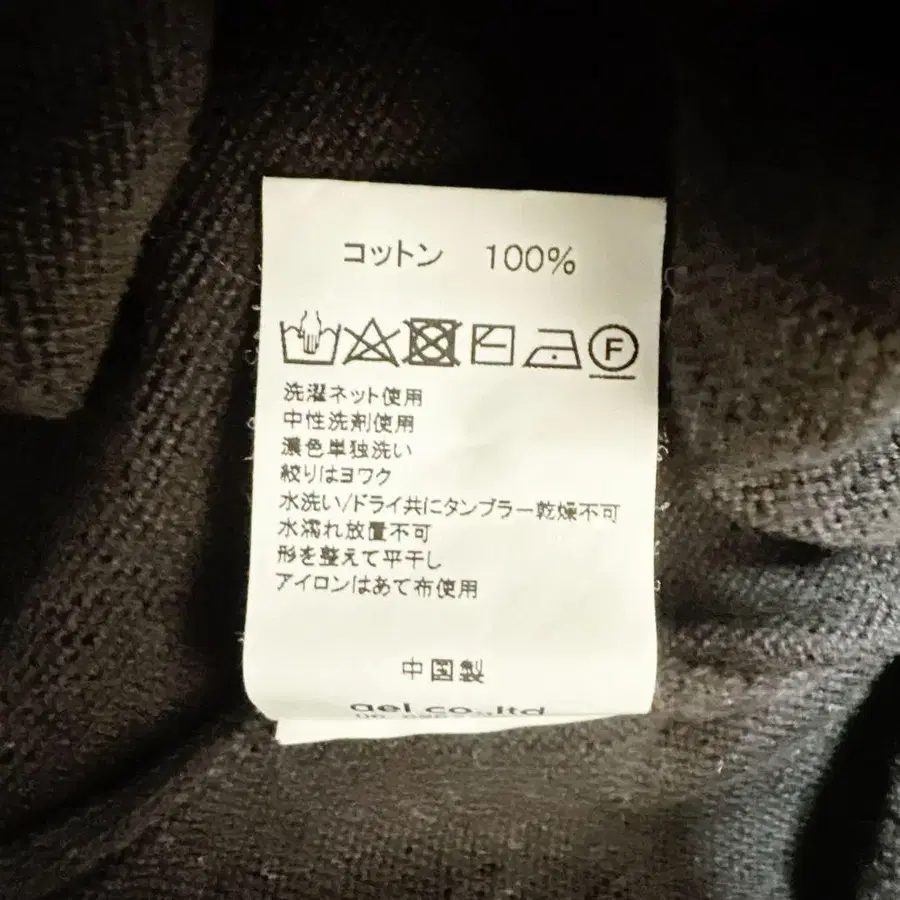 コットン 100%
F
洗濯ネット使用
中性洗剤使用
濃色単独洗い
絞りはヨワク
水洗い/ドライ共にタンブラー乾燥不可
水濡れ放置不可
形を整えて平干し
アイロンはあて布使用
中国製
ael co.,ltd